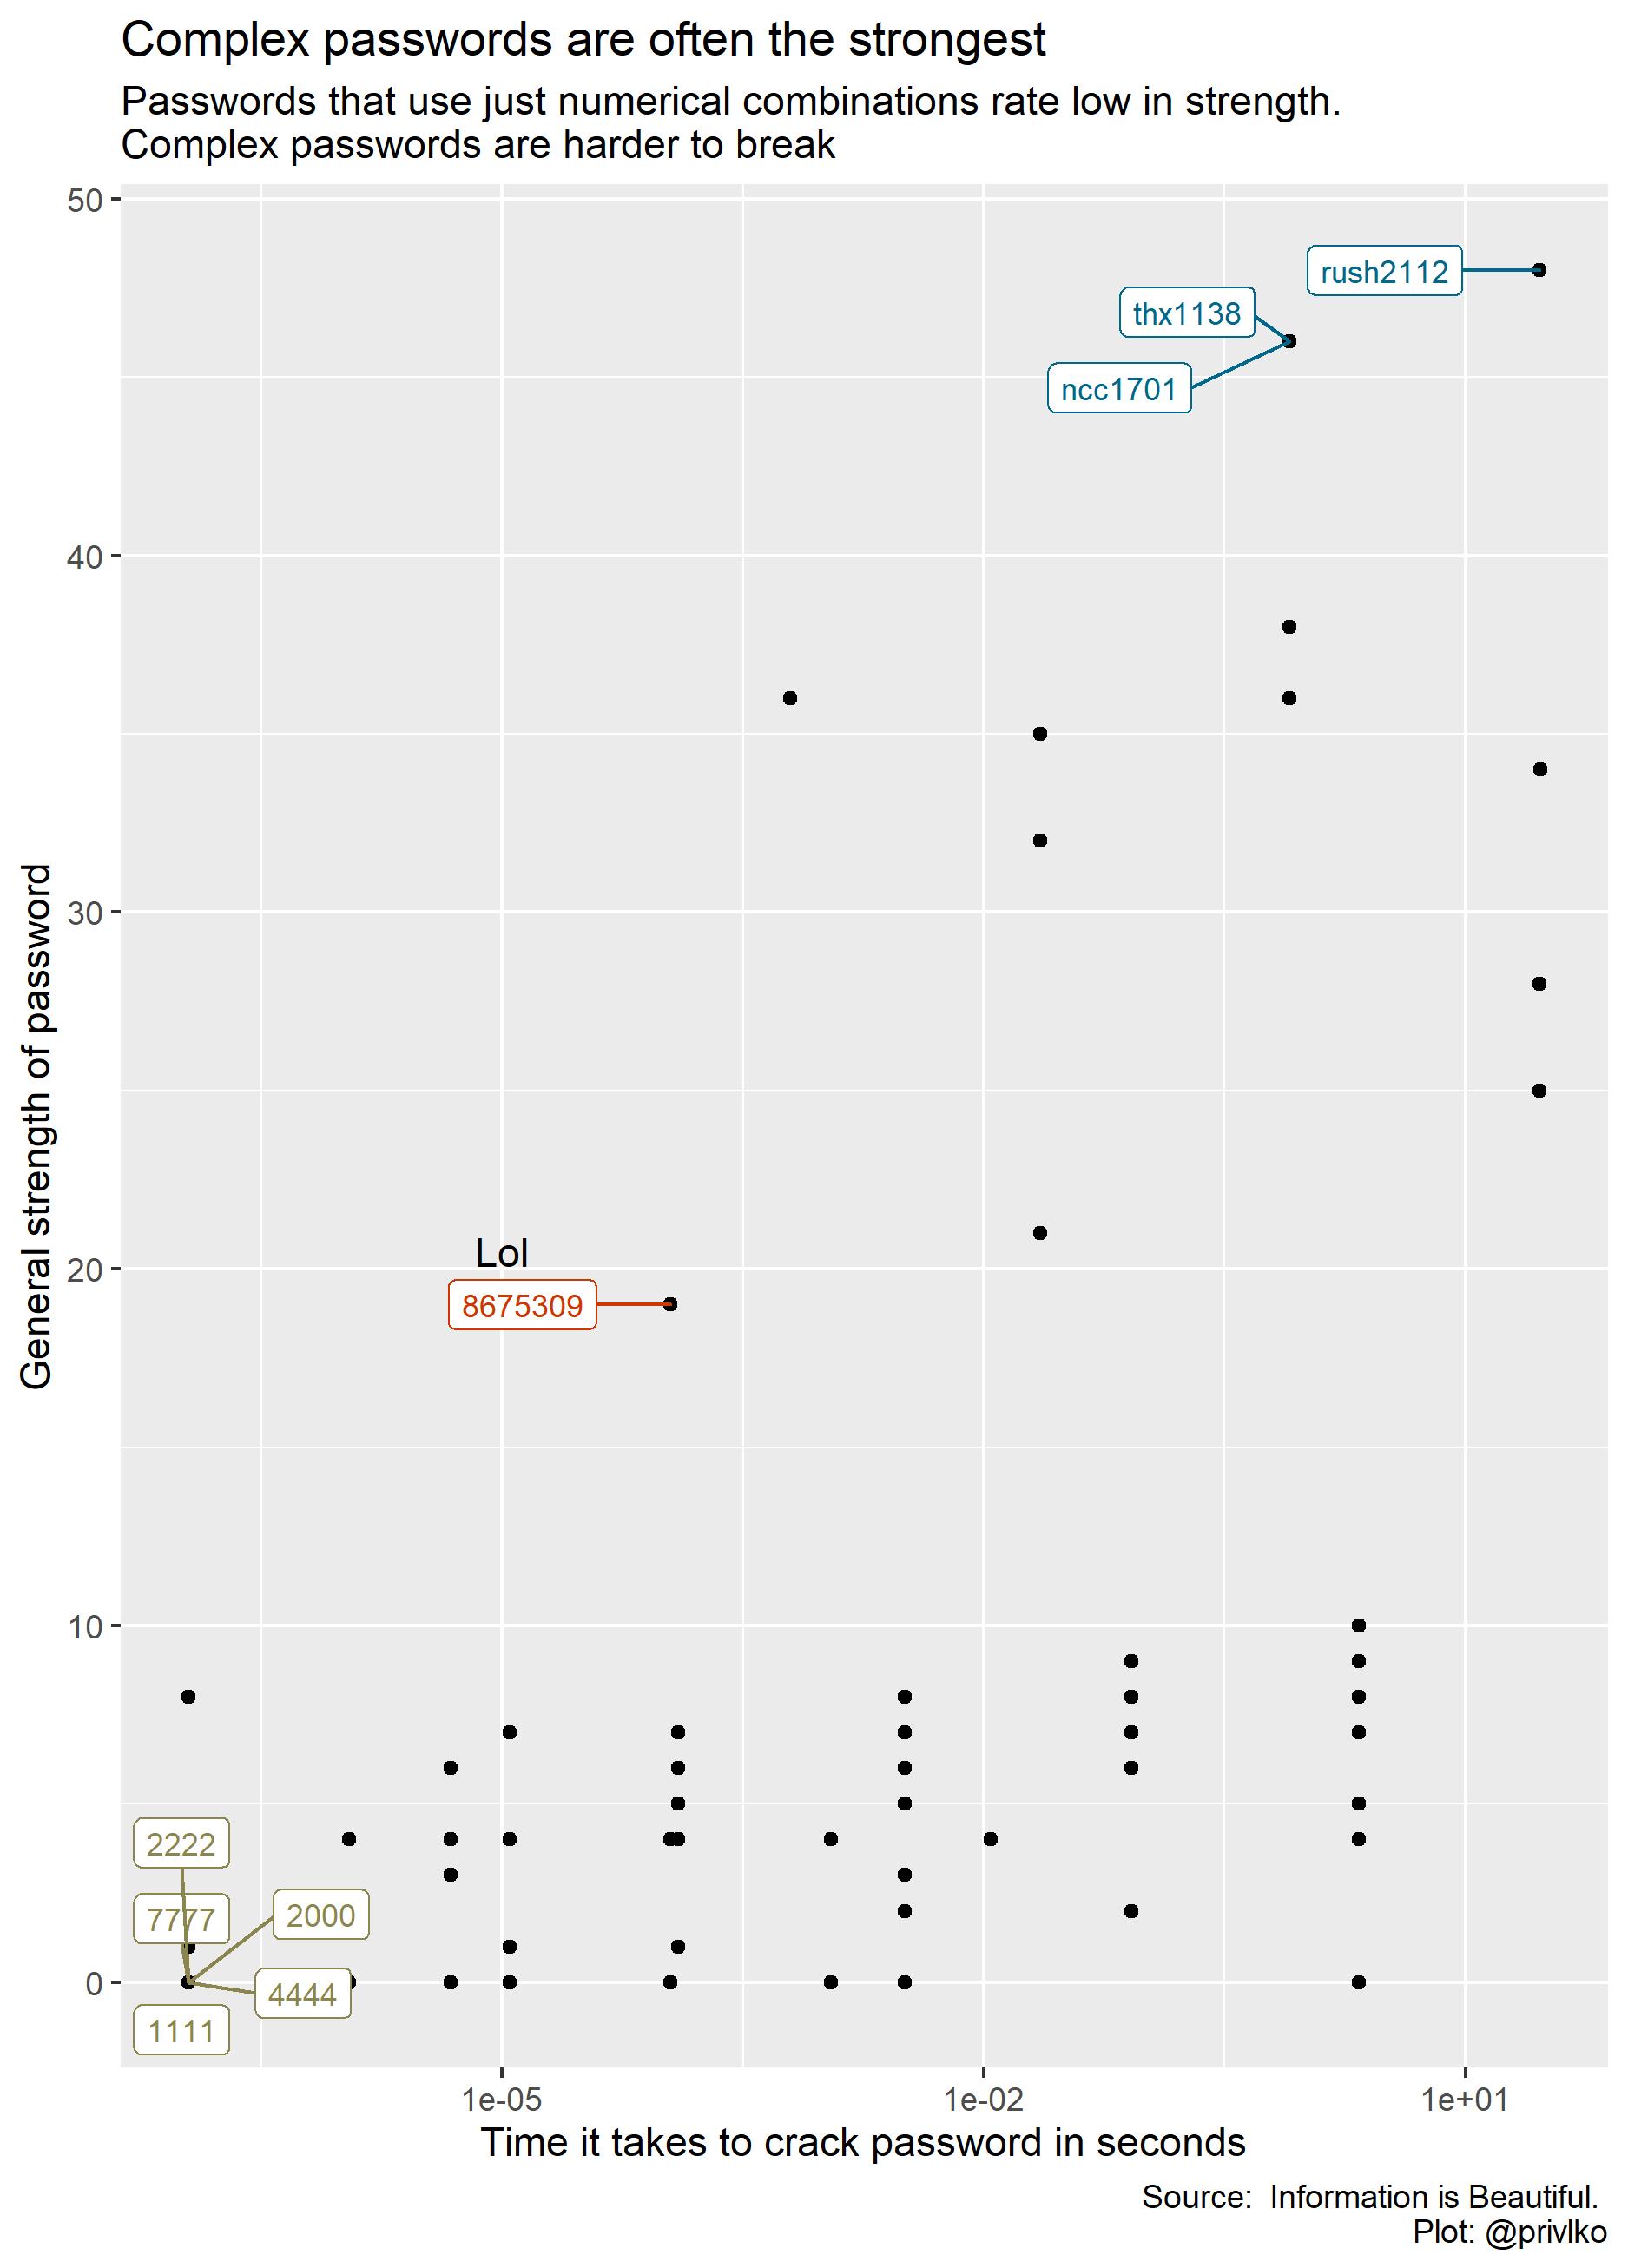 Complex passwords are often the strongest
Passwords that use just numerical combinations rate low in strength.
Complex passwords are harder to break
50
rush2112
thx1138
ncc1701
40
30
General strength of password
Lol
20
8675309
10
2222
7777
2000
0
4444
1111
1e-05
1e-02
1e+01
Time it takes to crack password in seconds
Source:  Information is Beautiful.
Plot: @privlko